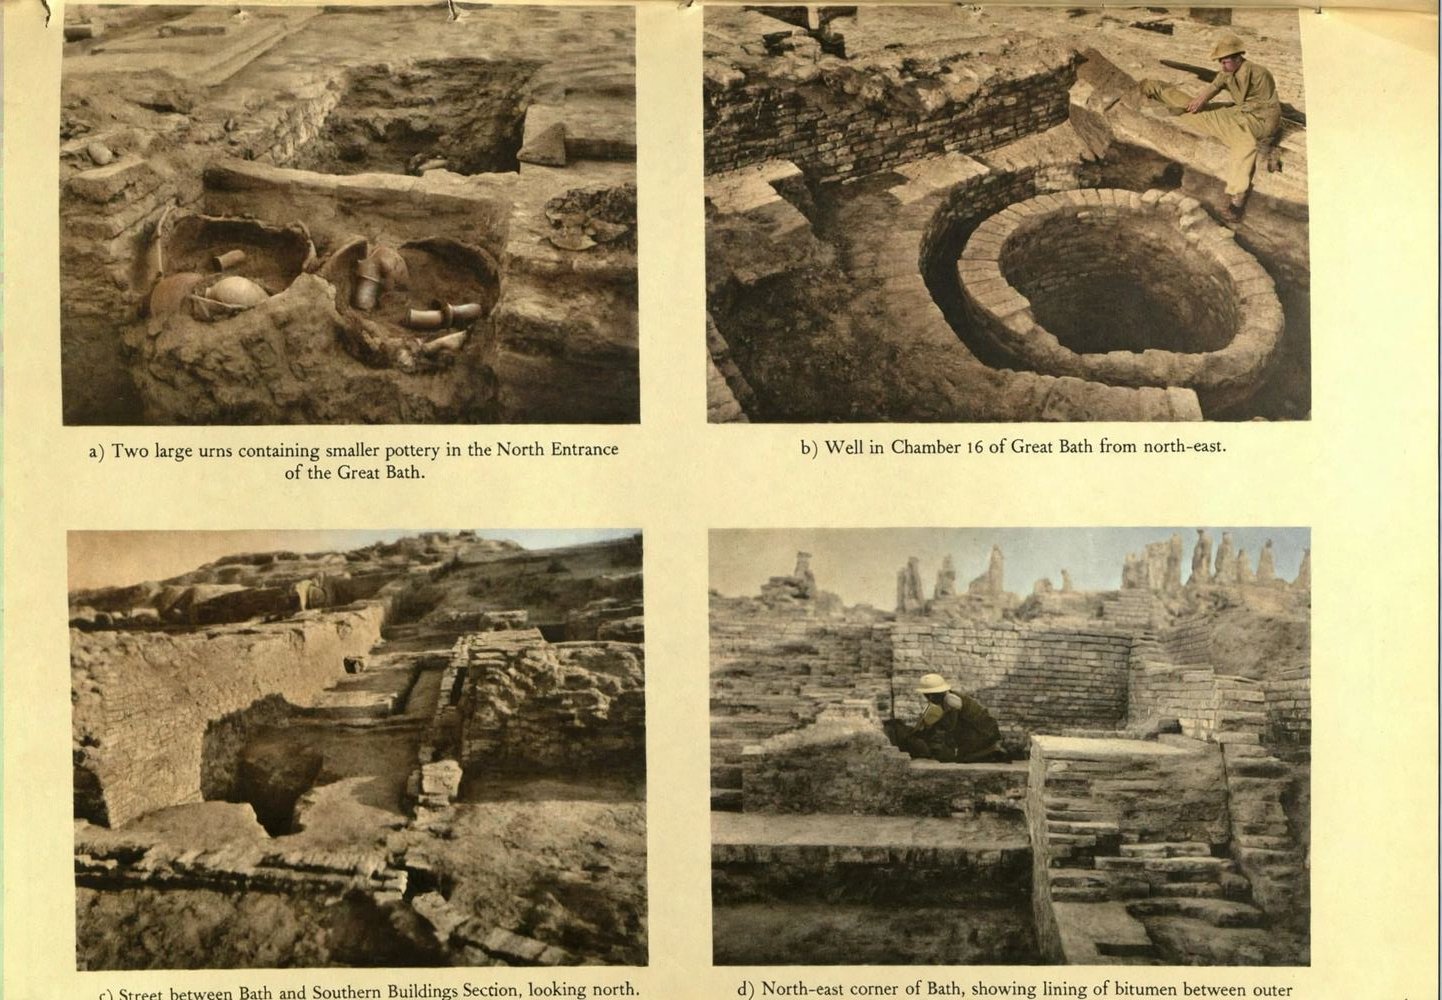 a) Two large urns containing smaller pottery in the North Entrance
of the Great Bath.
b) Well in Chamber 16 of Great Bath from north-east.
c) Street between Bath and Southern Buildings Section, looking north.
d) North-east corner of Bath, showing lining of bitumen between outer